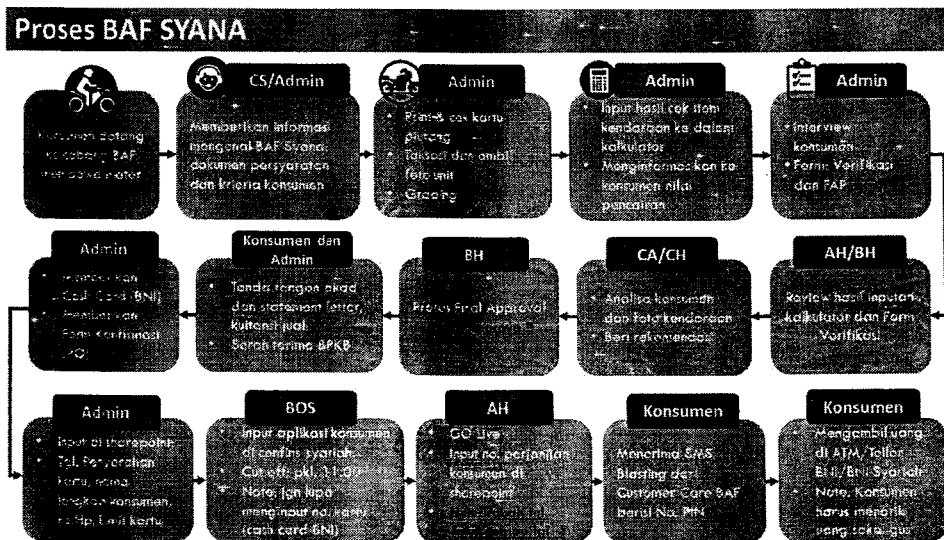 Proses BAF SYANA
Konsumen datang
ke cabang BAF
membawa motor
CS/Admin
Memberikan informasi
mengenai BAF Syana,
dokumen persyaratan
dan kriteria konsumen
Admin
• Print & cek kartu
piutang
• Taksasi dan ambil
foto unit
• Grading
Admin
• Input hasil cek item
kendaraan ke dalam
kalkulator
• Menginformasikan ke
konsumen nilai
pencairan
Admin
• Interview
konsumen
• Form Verifikasi
dan FAP
Admin
• Memberikan
Cash Card (BNI)
• Memberikan
Form Konfirmasi
Konsumen dan
Admin
• Tanda tangan akad
dan statement letter,
kuitansi jual
• Serah terima BPKB
BH
Proses Final Approval
CA/CH
• Analisa konsumen
dan Foto kendaraan
• Beri rekomendasi
AH/BH
Review hasil inputan
kalkulator dan Form
Verifikasi
Admin
• Input di sharepoint
• Tgl. Penyerahan
kartu, nama
lengkap konsumen,
no Hp, Limit kartu
BOS
• Input aplikasi konsumen
di confins syariah.
• Cut off: pkl. 11.00
• Note: Jgn lupa
menginput no. kartu
(cash card BNI)
AH
• GO Live
• Input no. perjanjian
konsumen di
sharepoint
Konsumen
Menerima SMS
Blasting dari
Customer Care BAF
berisi No. PIN
Konsumen
• Mengambil uang
di ATM/Teller
BNI/BNI Syariah
• Note: Konsumen
harus menarik
uang sekaligus